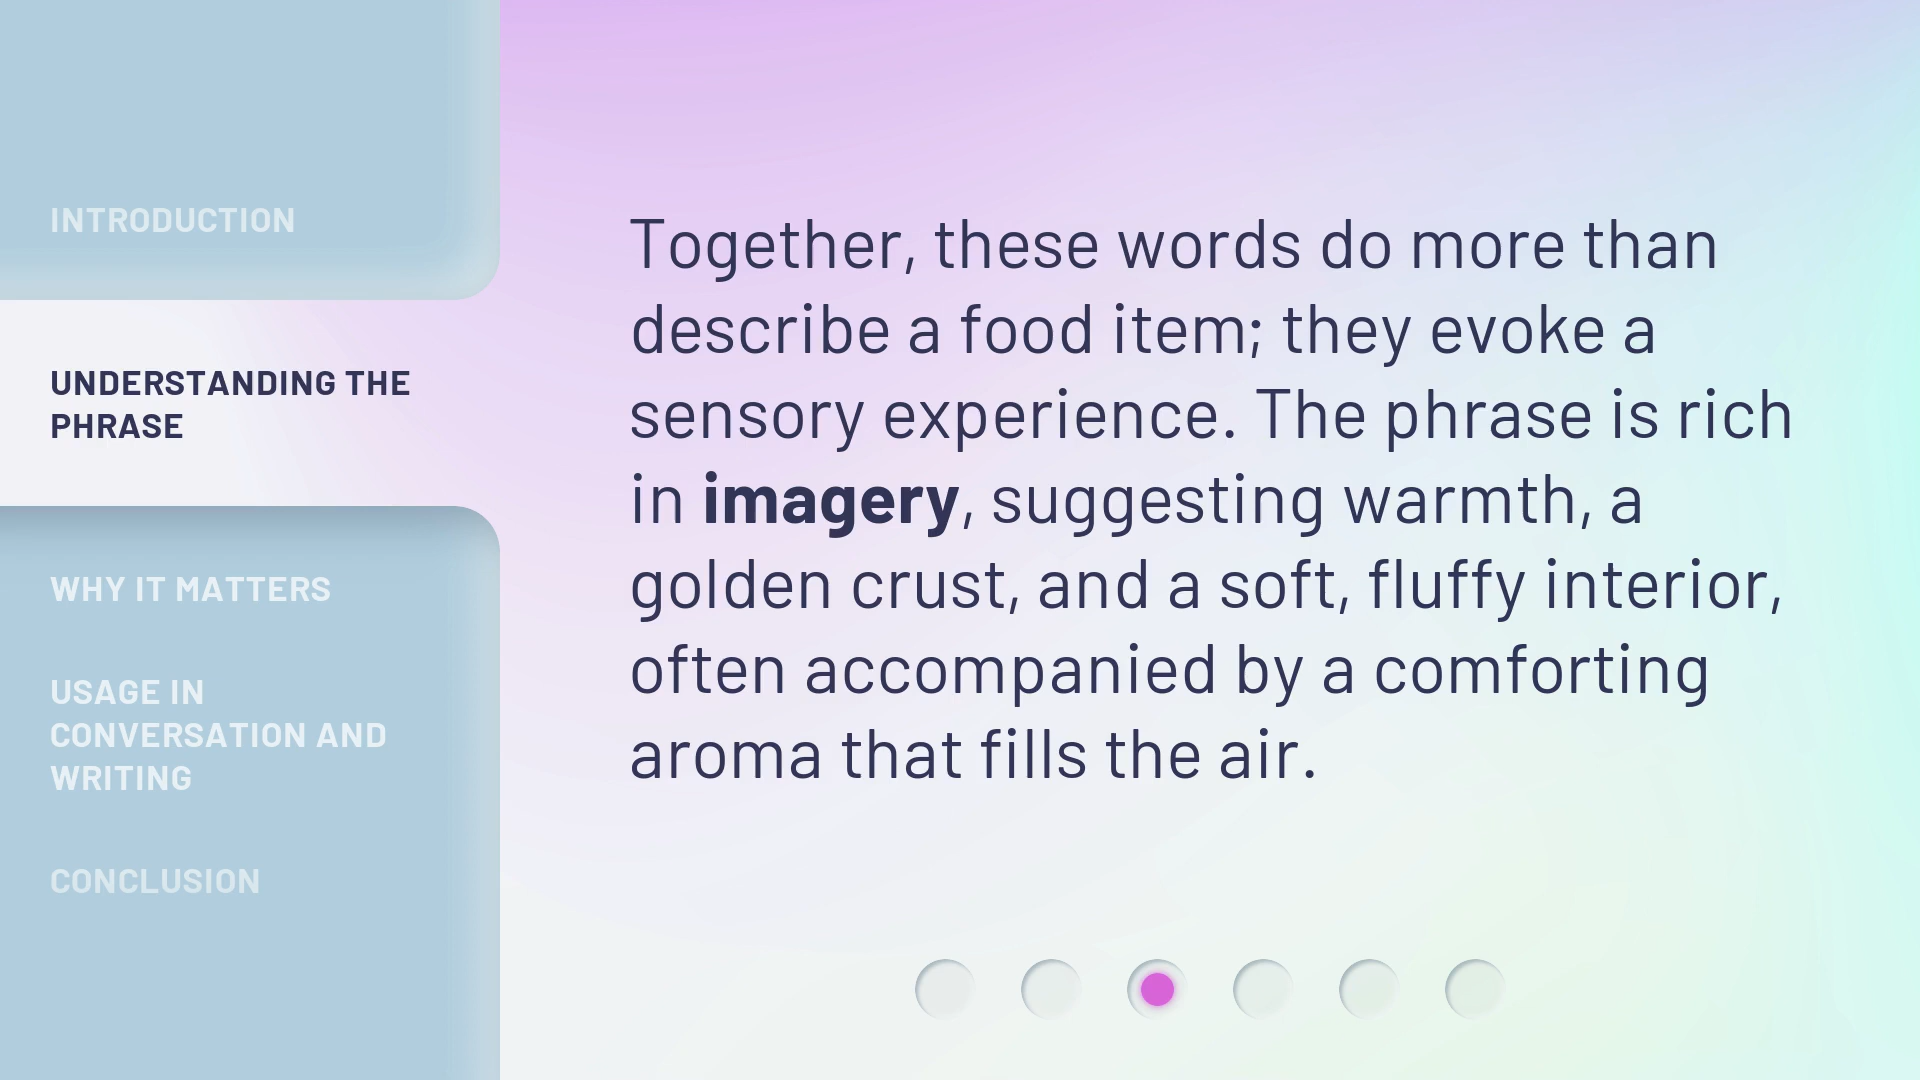 INTRODUCTION
UNDERSTANDING THE
PHRASE
WHY IT MATTERS
USAGE IN
CONVERSATION AND
WRITING
CONCLUSION
Together, these words do more than
describe a food item; they evoke a
sensory experience. The phrase is rich
in imagery, suggesting warmth, a
golden crust, and a soft, fluffy interior,
often accompanied by a comforting
aroma that fills the air.